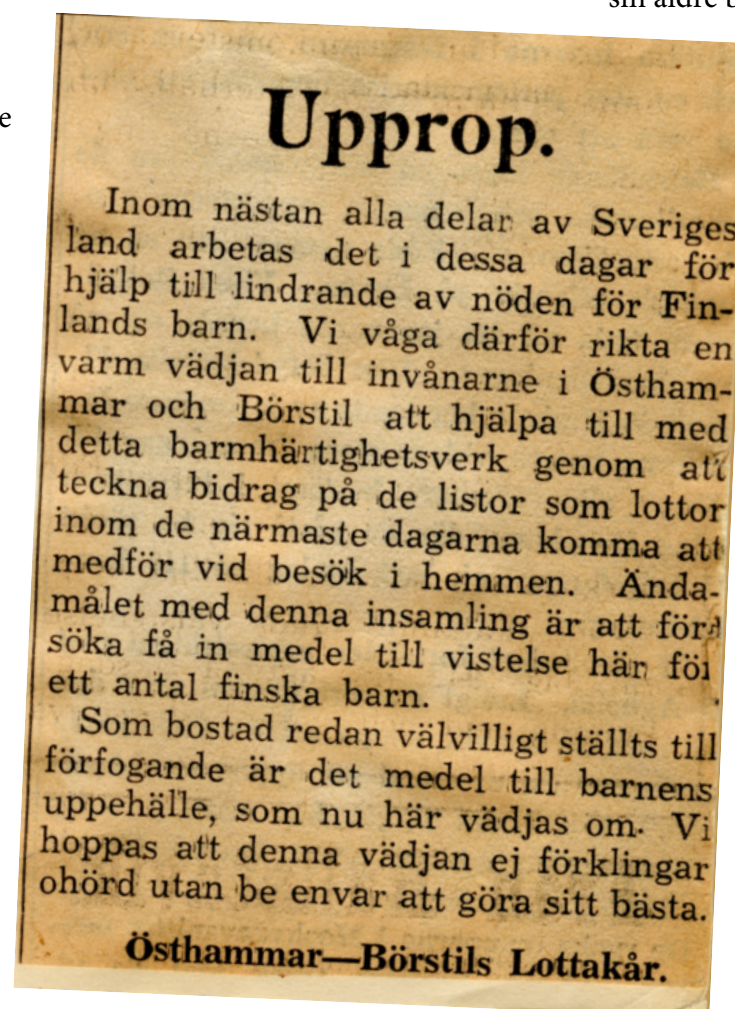 sin äldre b
e
Upprop.
Inom nästan alla delar av Sveriges
land arbetas det i dessa dagar för
hjälp till lindrande av nöden för Fin-
lands barn. Vi våga därför rikta en
varm vädjan till invånarne i Östham-
mar och Börstil att hjälpa till med
detta barmhärtighetsverk genom att
teckna bidrag på de listor som lottor
inom de närmaste dagarna komma att
medför vid besök i hemmen. Ända-
målet med denna insamling är att för-
söka få in medel till vistelse här för
ett antal finska barn.
Som bostad redan välvilligt ställts till
förfogande är det medel till barnens
uppehälle, som nu här vädjas om. Vi
hoppas att denna vädjan ej förklingar
ohörd utan be envar att göra sitt bästa.
Östhammar—Börstils Lottakår.